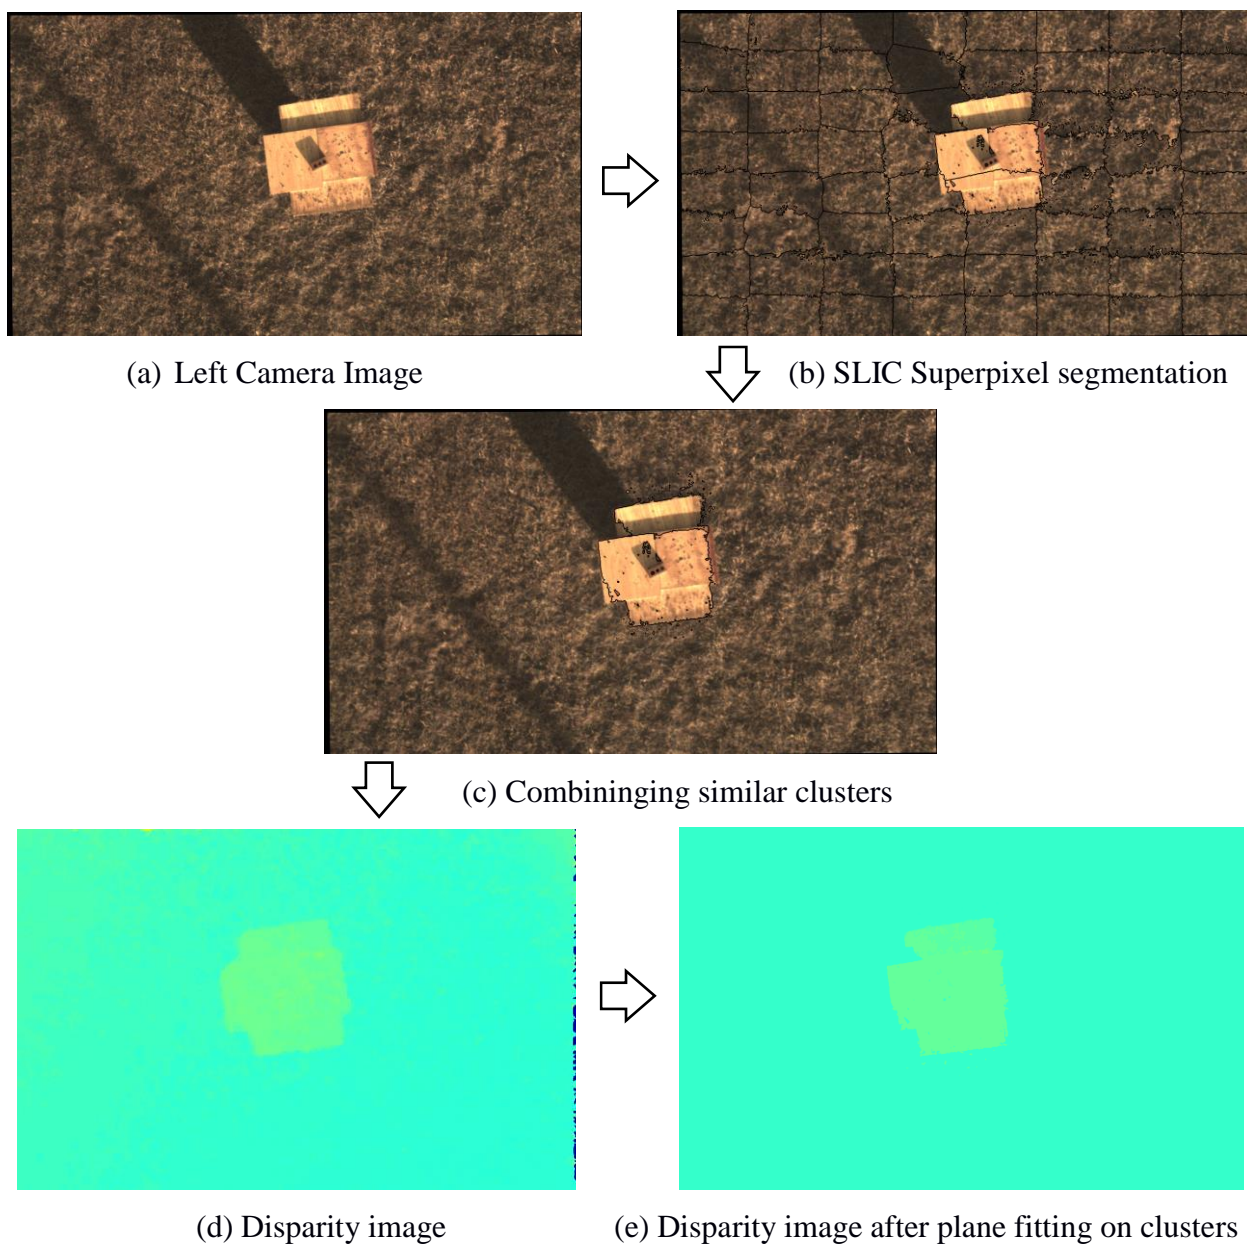 (a) Left Camera Image
(b) SLIC Superpixel segmentation
(c) Combininging similar clusters
(d) Disparity image
(e) Disparity image after plane fitting on clusters